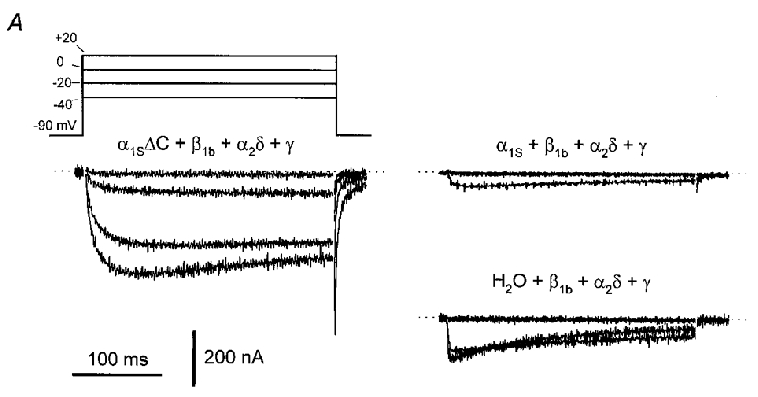 A
+20
0
-20
-40
-90 mV
α1SΔC + β1b + α2δ + γ
α1S + β1b + α2δ + γ
H2O + β1b + α2δ + γ
100 ms
200 nA